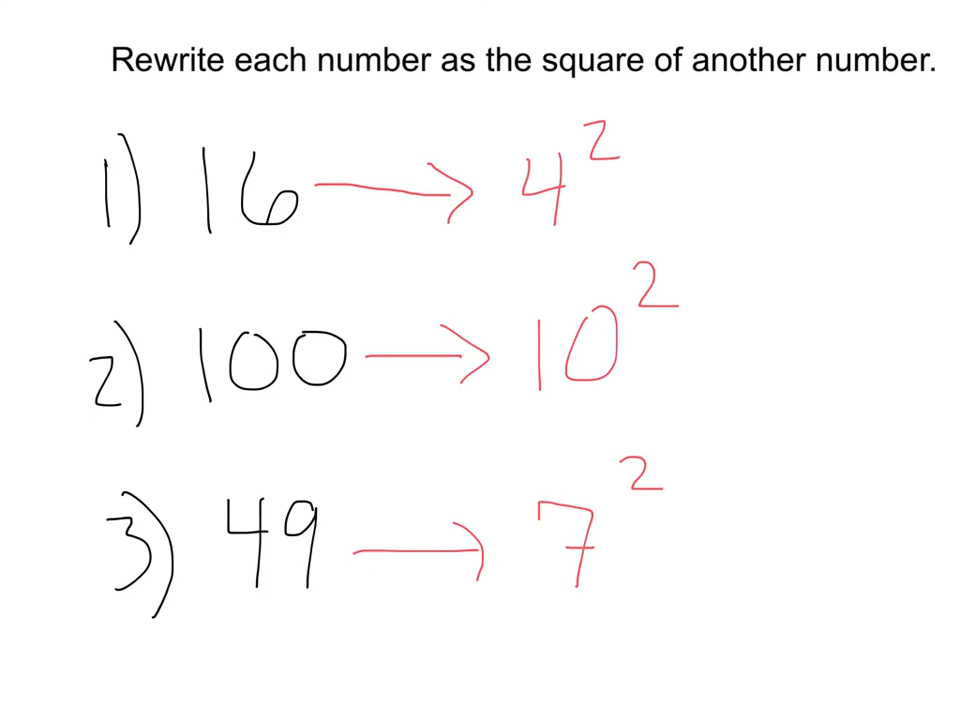 Rewrite each number as the square of another number.
1) 16 → 4²
2) 100 → 10²
3) 49 → 7²